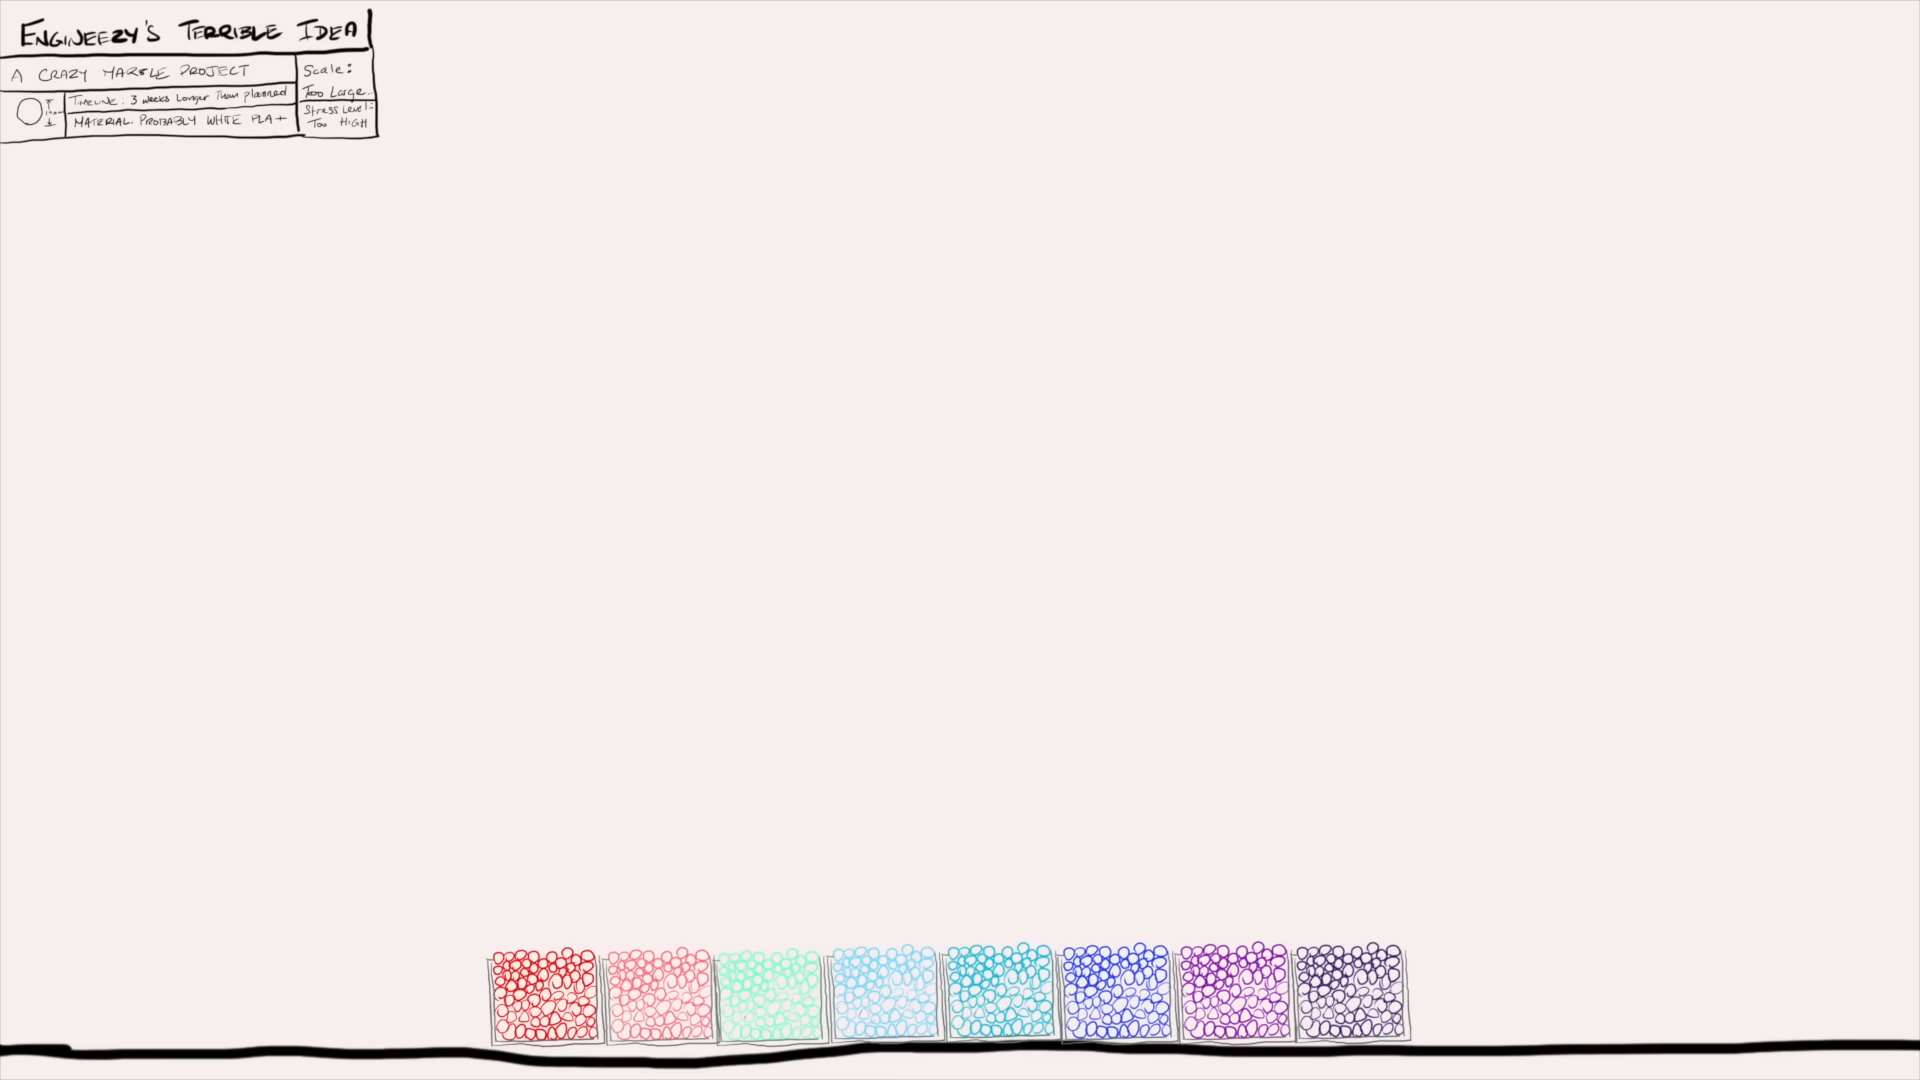 ENGINEEZY'S TERRIBLE IDEA
A CRAZY MARBLE PROJECT
Scale:
Too Large..
TIMELINE: 3 weeks Longer Than planned
Stress Level:
Too HIGH
MATERIAL: PROBABLY WHITE PLA+